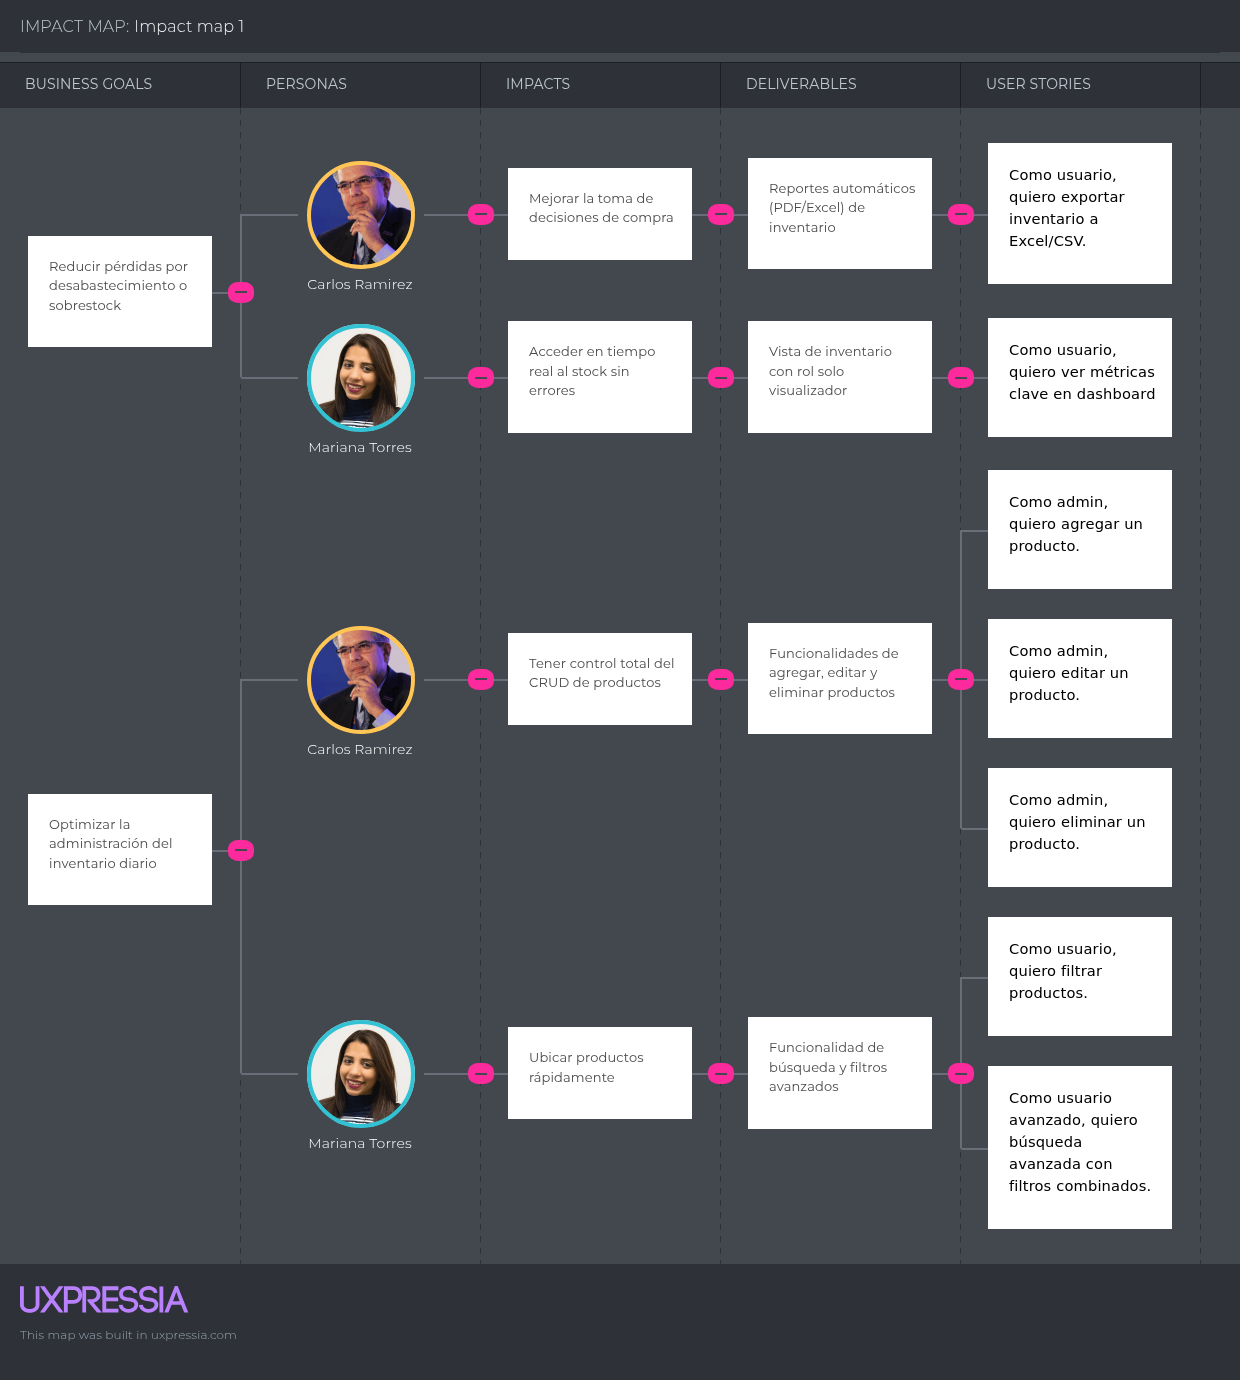 IMPACT MAP: Impact map 1
BUSINESS GOALS
PERSONAS
IMPACTS
DELIVERABLES
USER STORIES
Reducir pérdidas por
desabastecimiento o
sobrestock
Carlos Ramirez
Mejorar la toma de
decisiones de compra
Reportes automáticos
(PDF/Excel) de
inventario
Como usuario,
quiero exportar
inventario a
Excel/CSV.
Mariana Torres
Acceder en tiempo
real al stock sin
errores
Vista de inventario
con rol solo
visualizador
Como usuario,
quiero ver métricas
clave en dashboard
Optimizar la
administración del
inventario diario
Carlos Ramirez
Tener control total del
CRUD de productos
Funcionalidades de
agregar, editar y
eliminar productos
Como admin,
quiero agregar un
producto.
Como admin,
quiero editar un
producto.
Como admin,
quiero eliminar un
producto.
Mariana Torres
Ubicar productos
rápidamente
Funcionalidad de
búsqueda y filtros
avanzados
Como usuario,
quiero filtrar
productos.
Como usuario
avanzado, quiero
búsqueda
avanzada con
filtros combinados.
UXPRESSIA
This map was built in uxpressia.com